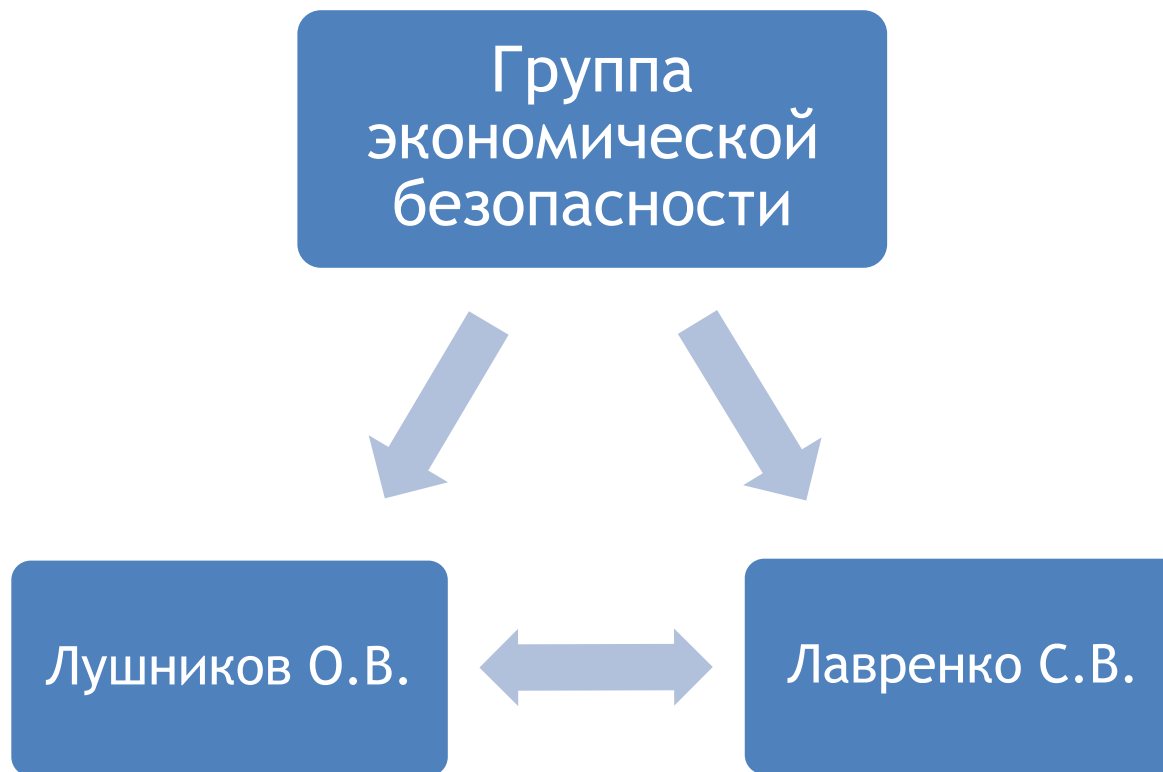 Группа
экономической
безопасности
Лушников О.В.
Лавренко С.В.